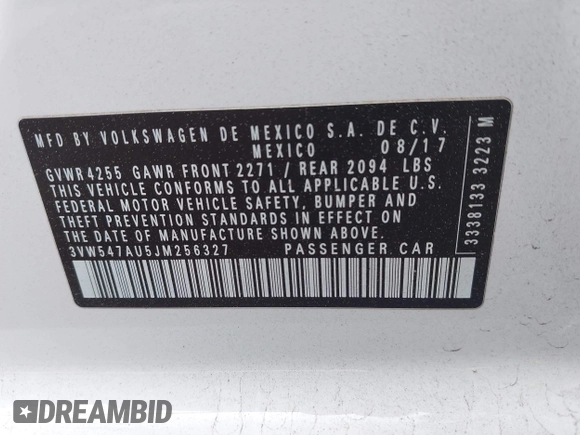 MFD BY VOLKSWAGEN DE MEXICO S.A. DE C.V.
MEXICO 08/17
GVWR 4255 GAWR FRONT 2271 / REAR 2094 LBS
THIS VEHICLE CONFORMS TO ALL APPLICABLE U.S.
FEDERAL MOTOR VEHICLE SAFETY, BUMPER AND
THEFT PREVENTION STANDARDS IN EFFECT ON
THE DATE OF MANUFACTURE SHOWN ABOVE.
3VW547AU5JM256327 PASSENGER CAR
3338133 3223 M
DREAMBID